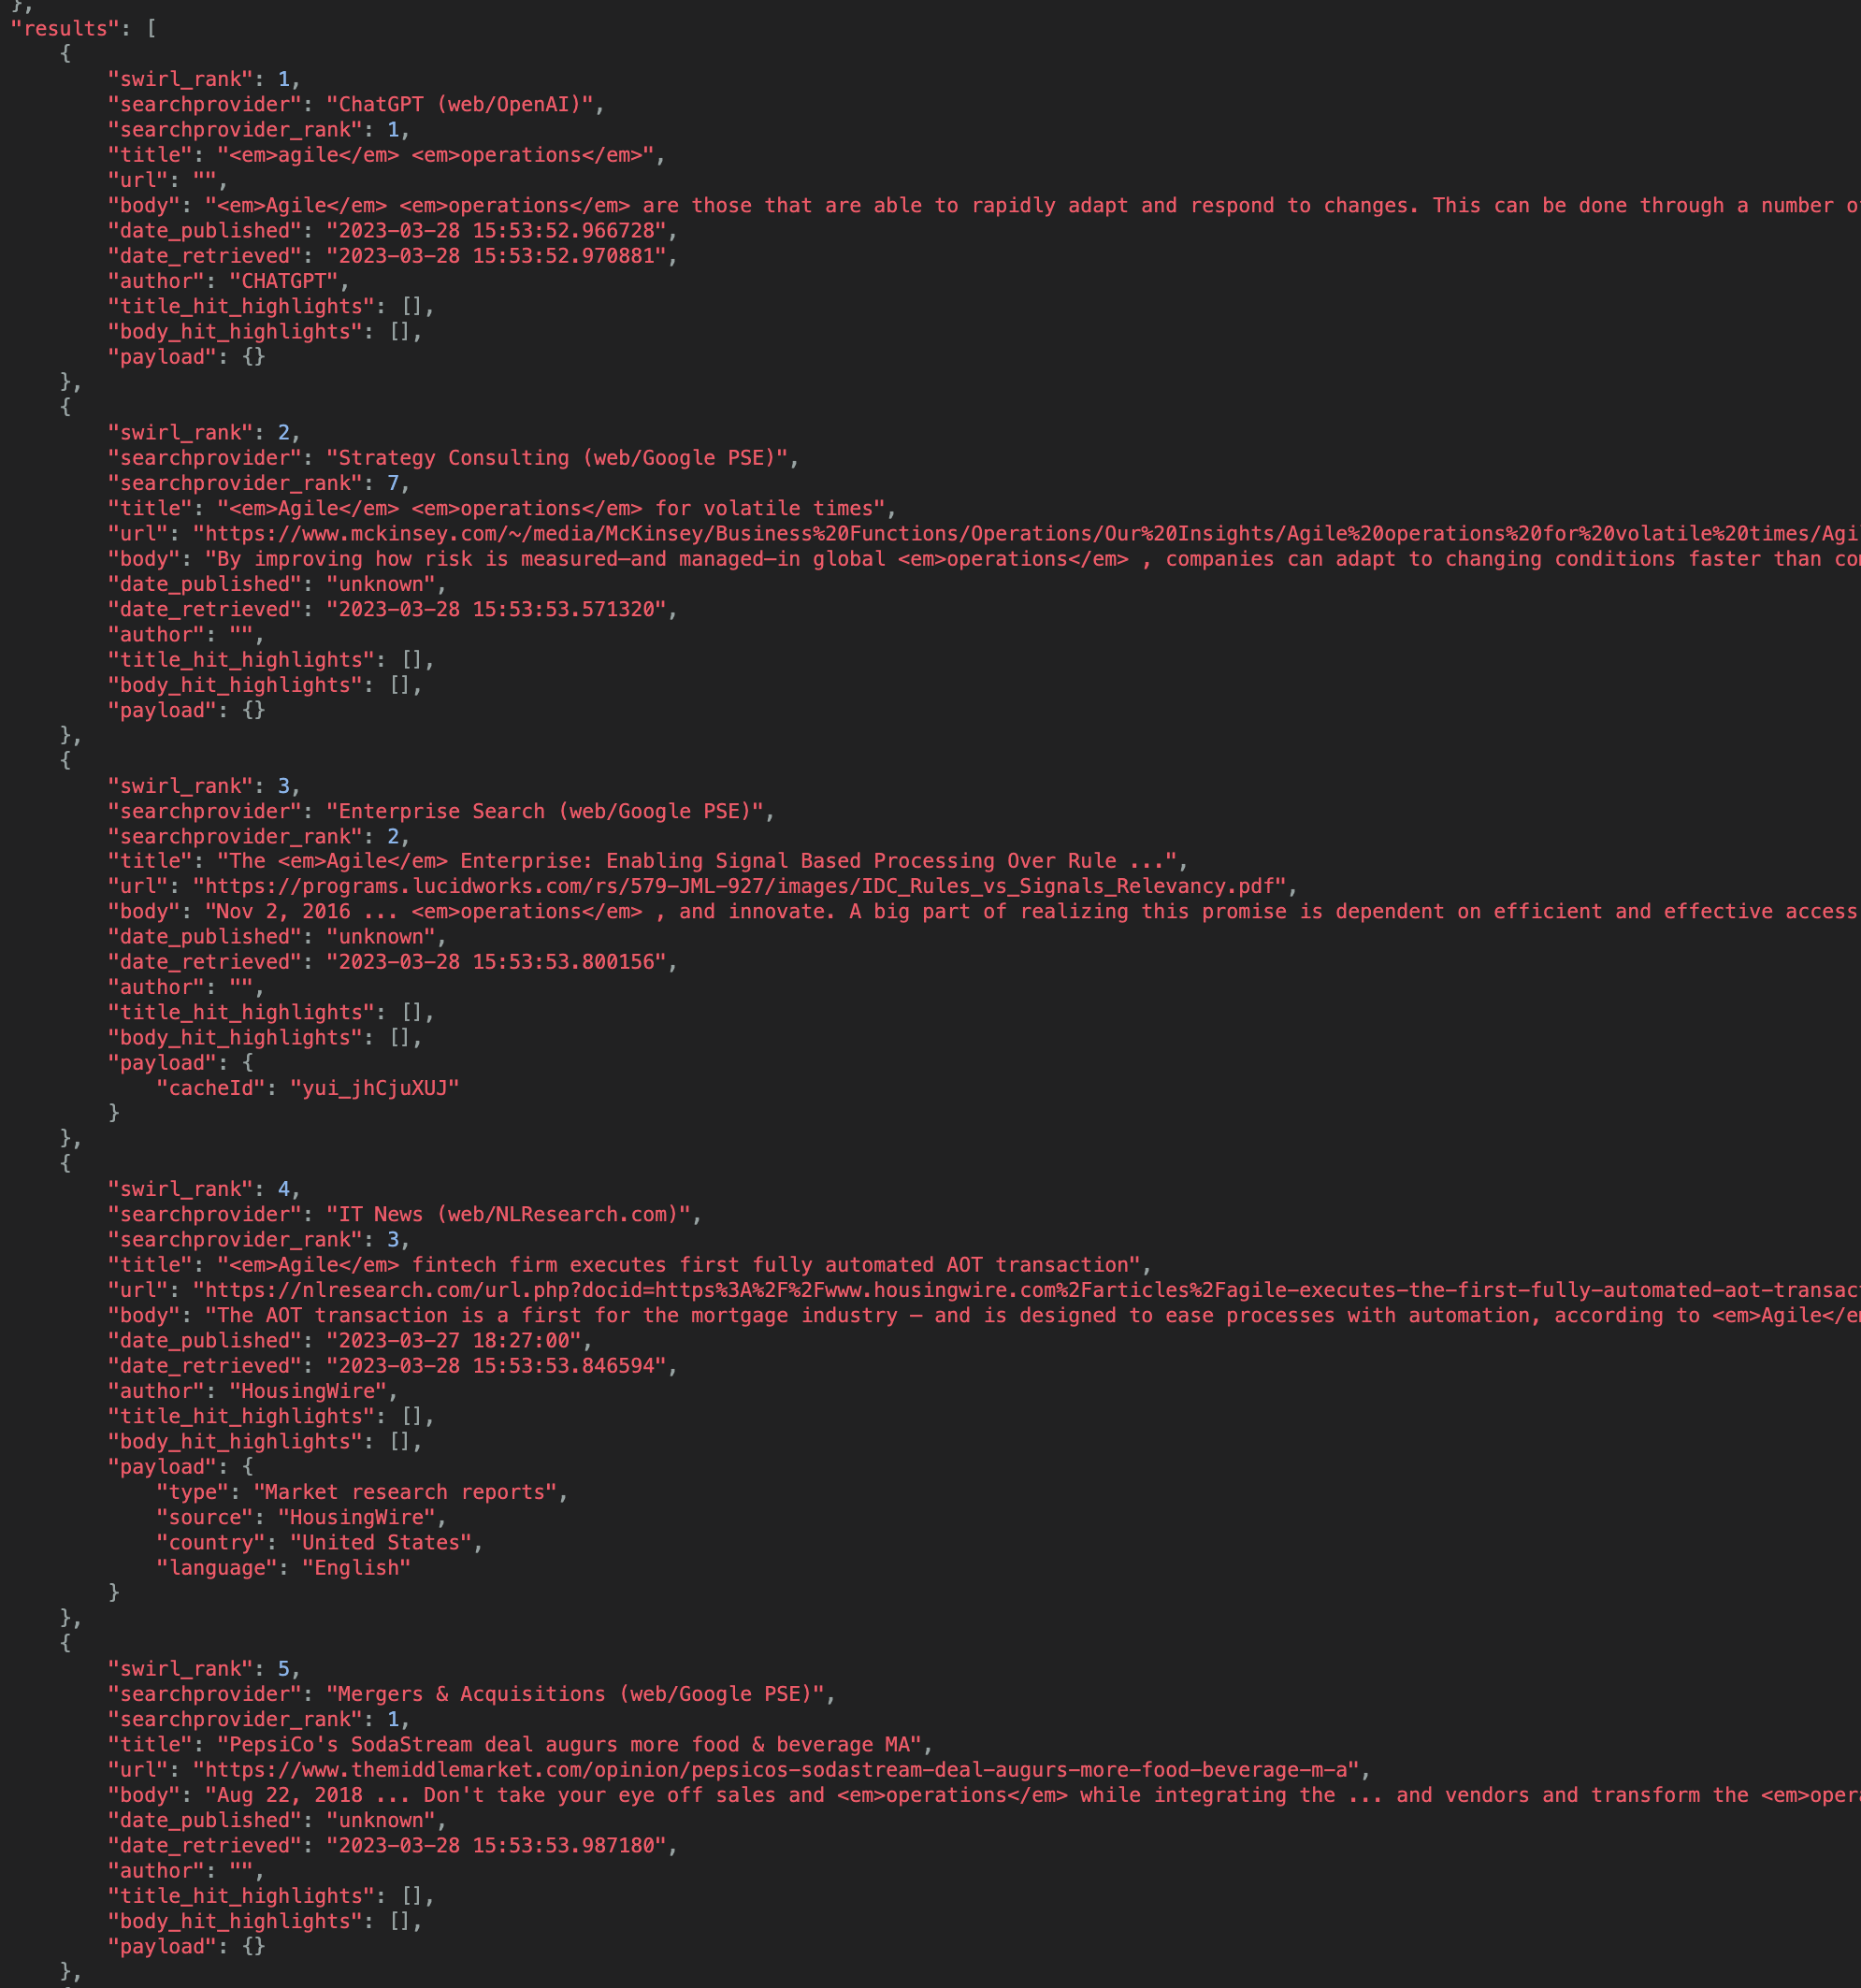 },
"results": [
{
"swirl_rank": 1,
"searchprovider": "ChatGPT (web/OpenAI)",
"searchprovider_rank": 1,
"title": "<em>agile</em> <em>operations</em>",
"url": "",
"body": "<em>Agile</em> <em>operations</em> are those that are able to rapidly adapt and respond to changes. This can be done through a number
"date_published": "2023-03-28 15:53:52.966728",
"date_retrieved": "2023-03-28 15:53:52.970881",
"author": "CHATGPT",
"title_hit_highlights": [],
"body_hit_highlights": [],
"payload": {}
},
{
"swirl_rank": 2,
"searchprovider": "Strategy Consulting (web/Google PSE)",
"searchprovider_rank": 7,
"title": "<em>Agile</em> <em>operations</em> for volatile times",
"url": "https://www.mckinsey.com/~/media/McKinsey/Business%20Functions/Operations/Our%20Insights/Agile%20operations%20for%20volatile%20times/Agi
"body": "By improving how risk is measured—and managed—in global <em>operations</em> , companies can adapt to changing conditions faster than
"date_published": "unknown",
"date_retrieved": "2023-03-28 15:53:53.571320",
"author": "",
"title_hit_highlights": [],
"body_hit_highlights": [],
"payload": {}
},
{
"swirl_rank": 3,
"searchprovider": "Enterprise Search (web/Google PSE)",
"searchprovider_rank": 2,
"title": "The <em>Agile</em> Enterprise: Enabling Signal Based Processing Over Rule ...",
"url": "https://programs.lucidworks.com/rs/579-JML-927/images/IDC_Rules_vs_Signals_Relevancy.pdf",
"body": "Nov 2, 2016 ... <em>operations</em> , and innovate. A big part of realizing this promise is dependent on efficient and effective access
"date_published": "unknown",
"date_retrieved": "2023-03-28 15:53:53.800156",
"author": "",
"title_hit_highlights": [],
"body_hit_highlights": [],
"payload": {
"cacheId": "yui_jhCjuXUJ"
}
},
{
"swirl_rank": 4,
"searchprovider": "IT News (web/NLResearch.com)",
"searchprovider_rank": 3,
"title": "<em>Agile</em> fintech firm executes first fully automated AOT transaction",
"url": "https://nlresearch.com/url.php?docid=https%3A%2F%2Fwww.housingwire.com%2Farticles%2Fagile-executes-the-first-fully-automated-aot-transact
"body": "The AOT transaction is a first for the mortgage industry – and is designed to ease processes with automation, according to <em>Agile</e
"date_published": "2023-03-27 18:27:00",
"date_retrieved": "2023-03-28 15:53:53.846594",
"author": "HousingWire",
"title_hit_highlights": [],
"body_hit_highlights": [],
"payload": {
"type": "Market research reports",
"source": "HousingWire",
"country": "United States",
"language": "English"
}
},
{
"swirl_rank": 5,
"searchprovider": "Mergers & Acquisitions (web/Google PSE)",
"searchprovider_rank": 1,
"title": "PepsiCo's SodaStream deal augurs more food & beverage MA",
"url": "https://www.themiddlemarket.com/opinion/pepsicos-sodastream-deal-augurs-more-food-beverage-m-a",
"body": "Aug 22, 2018 ... Don't take your eye off sales and <em>operations</em> while integrating the ... and vendors and transform the <em>oper
"date_published": "unknown",
"date_retrieved": "2023-03-28 15:53:53.987180",
"author": "",
"title_hit_highlights": [],
"body_hit_highlights": [],
"payload": {}
},